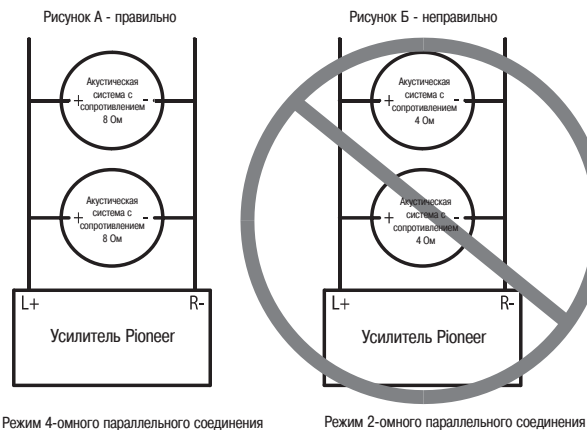 Рисунок А - правильно
Акустическая
система с
сопротивлением
8 Ом
+ -
Акустическая
система с
сопротивлением
8 Ом
+ -
L+ R-
Усилитель Pioneer
Режим 4-омного параллельного соединения
Рисунок Б - неправильно
Акустическая
система с
сопротивлением
4 Ом
+ -
Акустическая
система с
сопротивлением
4 Ом
+ -
L+ R-
Усилитель Pioneer
Режим 2-омного параллельного соединения